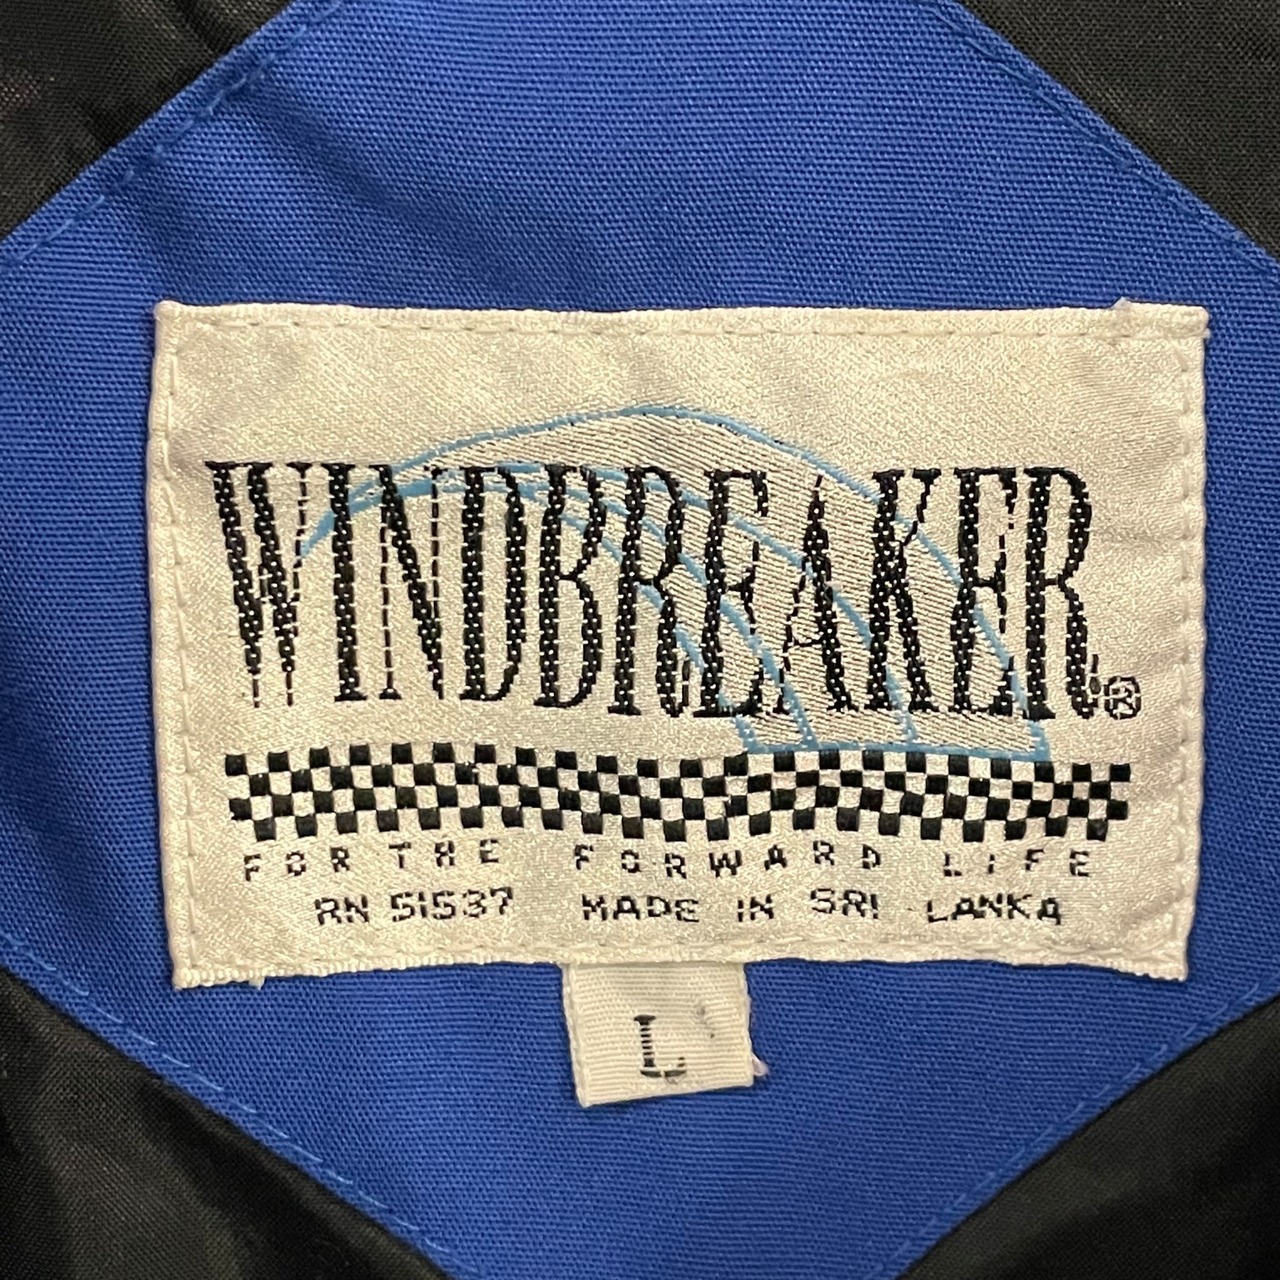 WINDBREAKER®
FOR THE FORWARD LIFE
RN 51537 MADE IN SRI LANKA
L